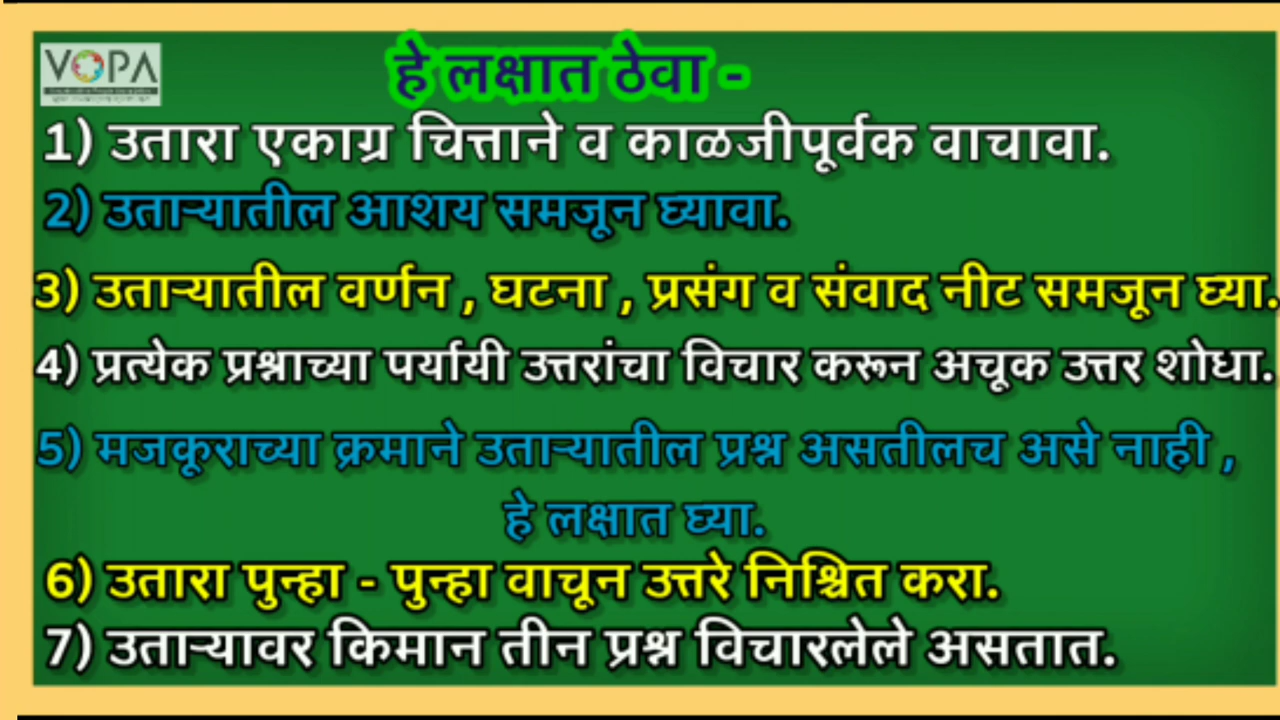 VOPA
हे लक्षात ठेवा -
1) उतारा एकाग्र चित्ताने व काळजीपूर्वक वाचावा.
2) उताऱ्यातील आशय समजून घ्यावा.
3) उताऱ्यातील वर्णन , घटना , प्रसंग व संवाद नीट समजून घ्या.
4) प्रत्येक प्रश्नाच्या पर्यायी उत्तरांचा विचार करून अचूक उत्तर शोधा.
5) मजकूराच्या क्रमाने उताऱ्यातील प्रश्न असतीलच असे नाही ,
हे लक्षात घ्या.
6) उतारा पुन्हा - पुन्हा वाचून उत्तरे निश्चित करा.
7) उताऱ्यावर किमान तीन प्रश्न विचारलेले असतात.